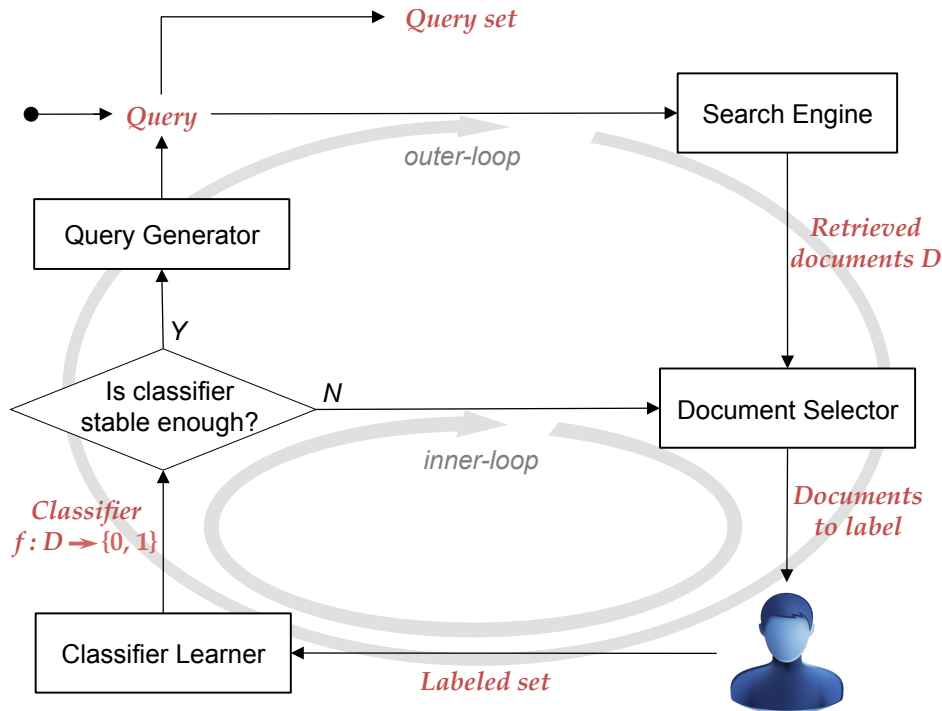 Query set
Query
Search Engine
outer-loop
Query Generator
Retrieved
documents D
Y
Is classifier
stable enough?
N
Document Selector
inner-loop
Classifier
f : D → {0, 1}
Documents
to label
Classifier Learner
Labeled set